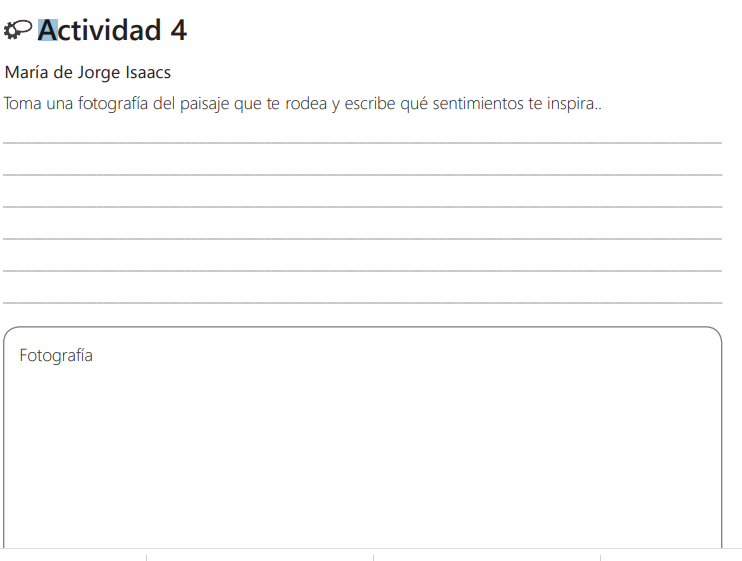 Actividad 4
María de Jorge Isaacs
Toma una fotografía del paisaje que te rodea y escribe qué sentimientos te inspira..
Fotografía